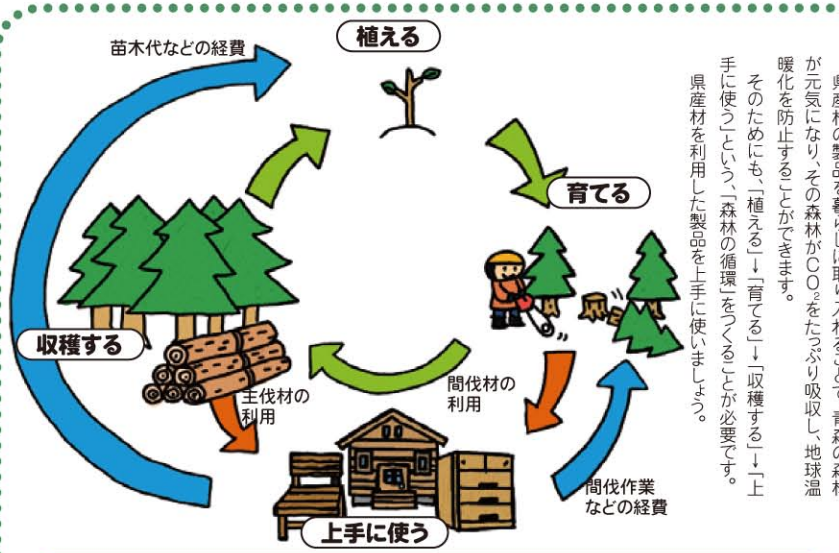 県産材の製品を暮らしに取り入れることで、青森の森林
が元気になり、その森林がCO₂をたっぷり吸収し、地球温
暖化を防止することができます。
そのためにも、「植える」→「育てる」→「収穫する」→「上
手に使う」という、「森林の循環」をつくることが必要です。
県産材を利用した製品を上手に使いましょう。
植える
苗木代などの経費
育てる
収穫する
主伐材の
利用
間伐材の
利用
間伐作業
などの経費
上手に使う